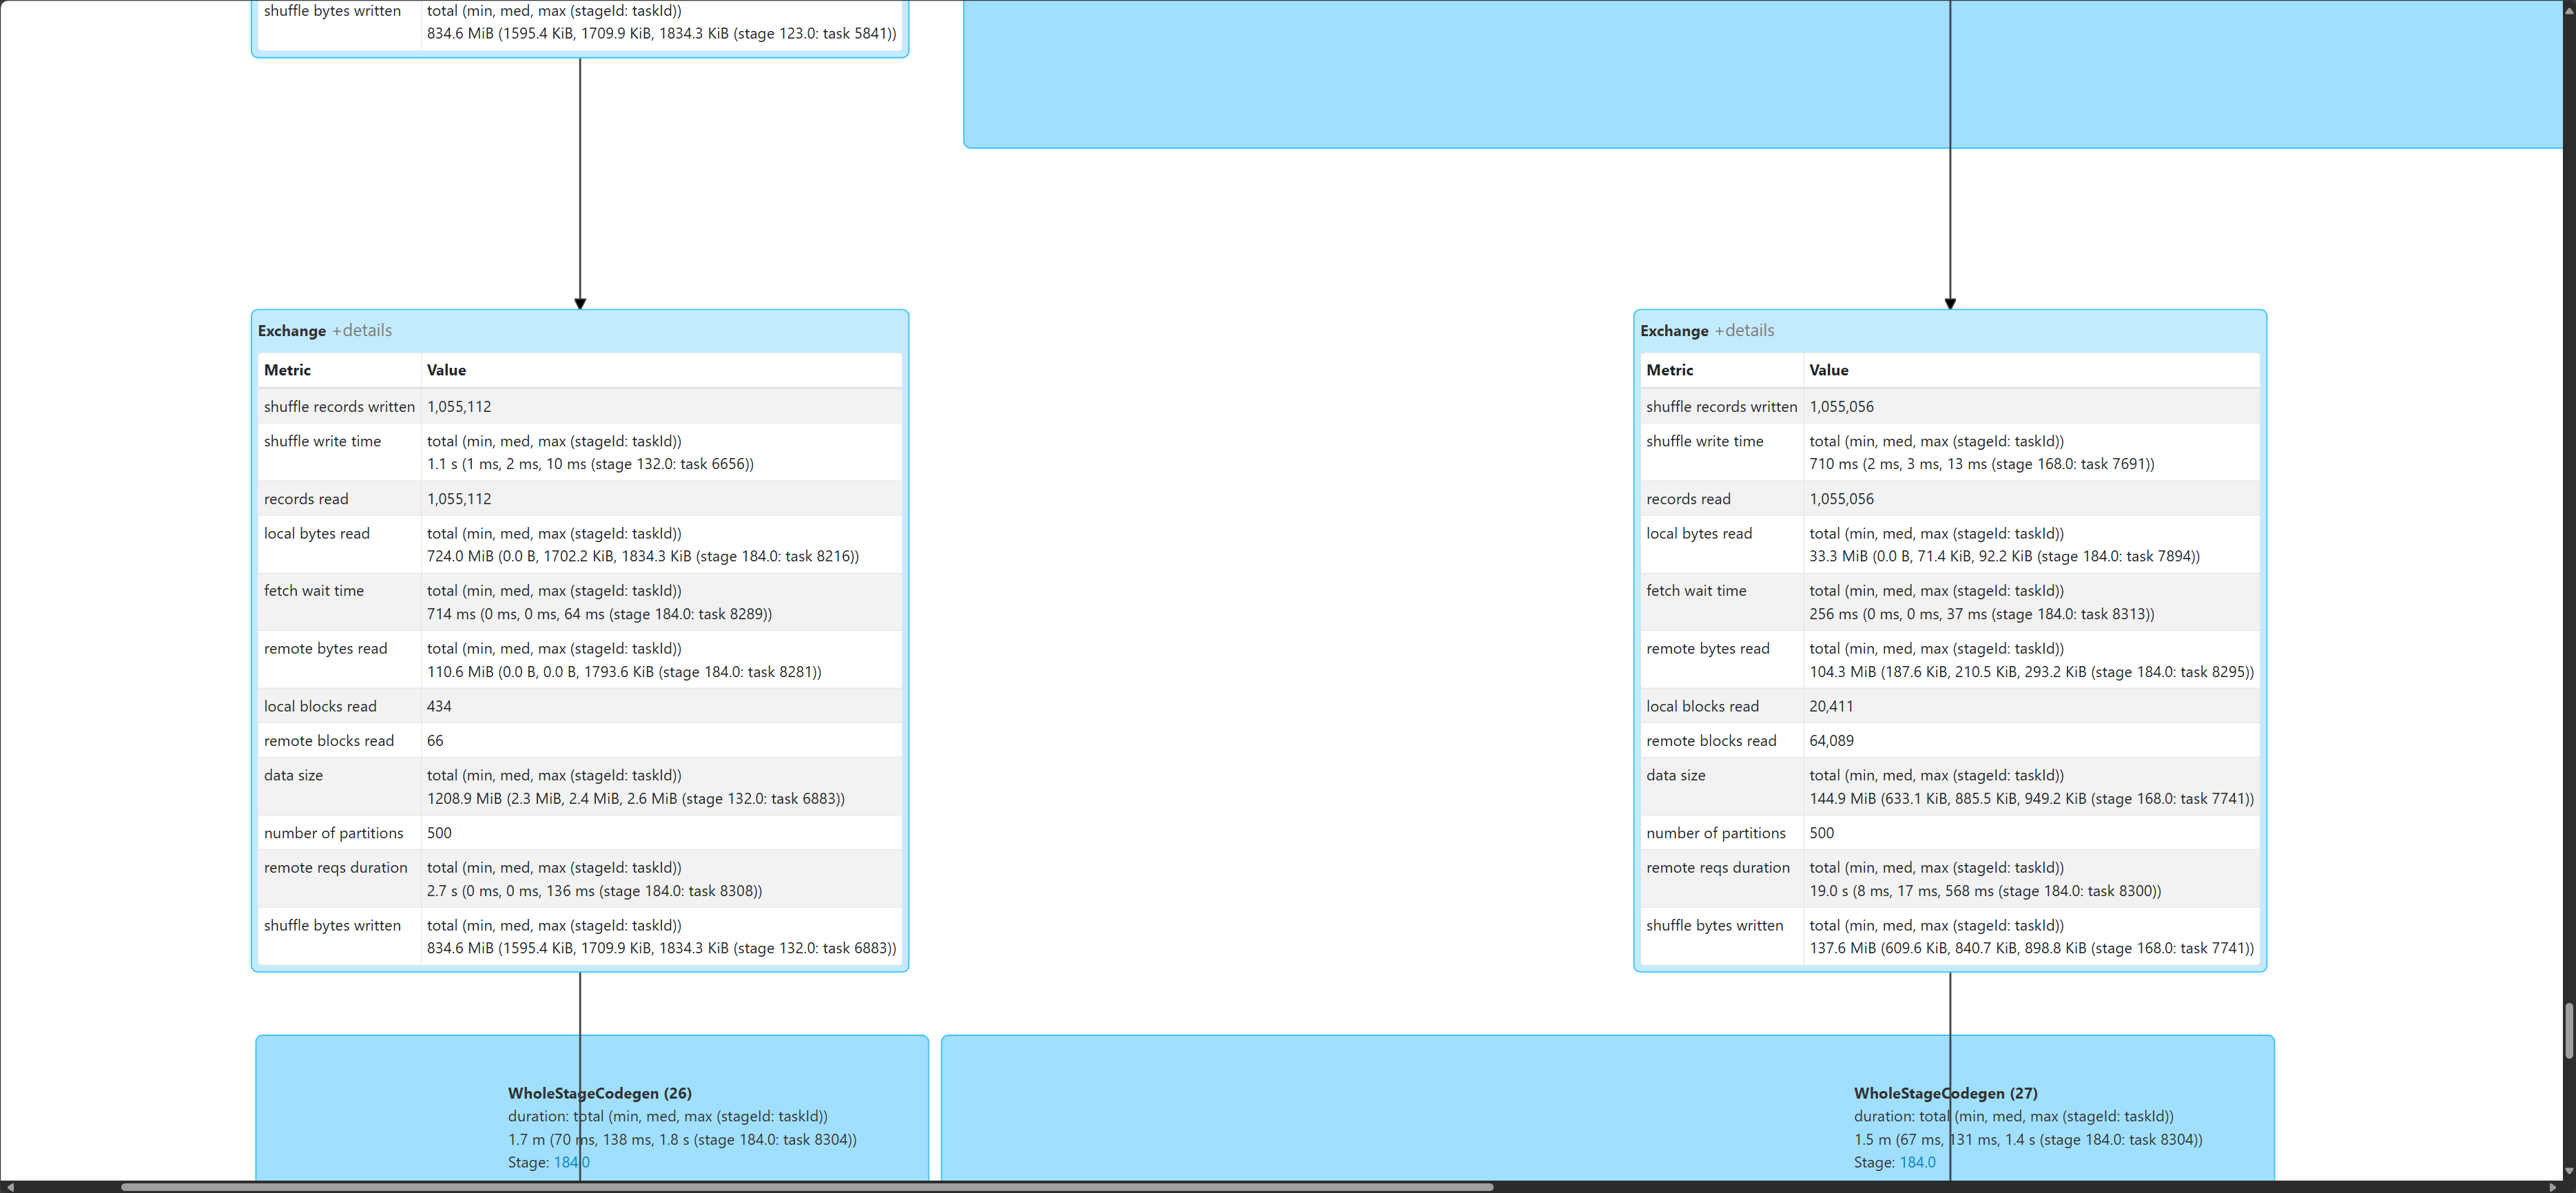 shuffle bytes written total (min, med, max (stageId: taskId))
834.6 MiB (1595.4 KiB, 1709.9 KiB, 1834.3 KiB (stage 123.0: task 5841))
Exchange +details
Metric Value
shuffle records written 1,055,112
shuffle write time total (min, med, max (stageId: taskId))
1.1 s (1 ms, 2 ms, 10 ms (stage 132.0: task 6656))
records read 1,055,112
local bytes read total (min, med, max (stageId: taskId))
724.0 MiB (0.0 B, 1702.2 KiB, 1834.3 KiB (stage 184.0: task 8216))
fetch wait time total (min, med, max (stageId: taskId))
714 ms (0 ms, 0 ms, 64 ms (stage 184.0: task 8289))
remote bytes read total (min, med, max (stageId: taskId))
110.6 MiB (0.0 B, 0.0 B, 1793.6 KiB (stage 184.0: task 8281))
local blocks read 434
remote blocks read 66
data size total (min, med, max (stageId: taskId))
1208.9 MiB (2.3 MiB, 2.4 MiB, 2.6 MiB (stage 132.0: task 6883))
number of partitions 500
remote reqs duration total (min, med, max (stageId: taskId))
2.7 s (0 ms, 0 ms, 136 ms (stage 184.0: task 8308))
shuffle bytes written total (min, med, max (stageId: taskId))
834.6 MiB (1595.4 KiB, 1709.9 KiB, 1834.3 KiB (stage 132.0: task 6883))
WholeStageCodegen (26)
duration: total (min, med, max (stageId: taskId))
1.7 m (70 ms, 138 ms, 1.8 s (stage 184.0: task 8304))
Stage: 184.0
Exchange +details
Metric Value
shuffle records written 1,055,056
shuffle write time total (min, med, max (stageId: taskId))
710 ms (2 ms, 3 ms, 13 ms (stage 168.0: task 7691))
records read 1,055,056
local bytes read total (min, med, max (stageId: taskId))
33.3 MiB (0.0 B, 71.4 KiB, 92.2 KiB (stage 184.0: task 7894))
fetch wait time total (min, med, max (stageId: taskId))
256 ms (0 ms, 0 ms, 37 ms (stage 184.0: task 8313))
remote bytes read total (min, med, max (stageId: taskId))
104.3 MiB (187.6 KiB, 210.5 KiB, 293.2 KiB (stage 184.0: task 8295))
local blocks read 20,411
remote blocks read 64,089
data size total (min, med, max (stageId: taskId))
144.9 MiB (633.1 KiB, 885.5 KiB, 949.2 KiB (stage 168.0: task 7741))
number of partitions 500
remote reqs duration total (min, med, max (stageId: taskId))
19.0 s (8 ms, 17 ms, 568 ms (stage 184.0: task 8300))
shuffle bytes written total (min, med, max (stageId: taskId))
137.6 MiB (609.6 KiB, 840.7 KiB, 898.8 KiB (stage 168.0: task 7741))
WholeStageCodegen (27)
duration: total (min, med, max (stageId: taskId))
1.5 m (67 ms, 131 ms, 1.4 s (stage 184.0: task 8304))
Stage: 184.0